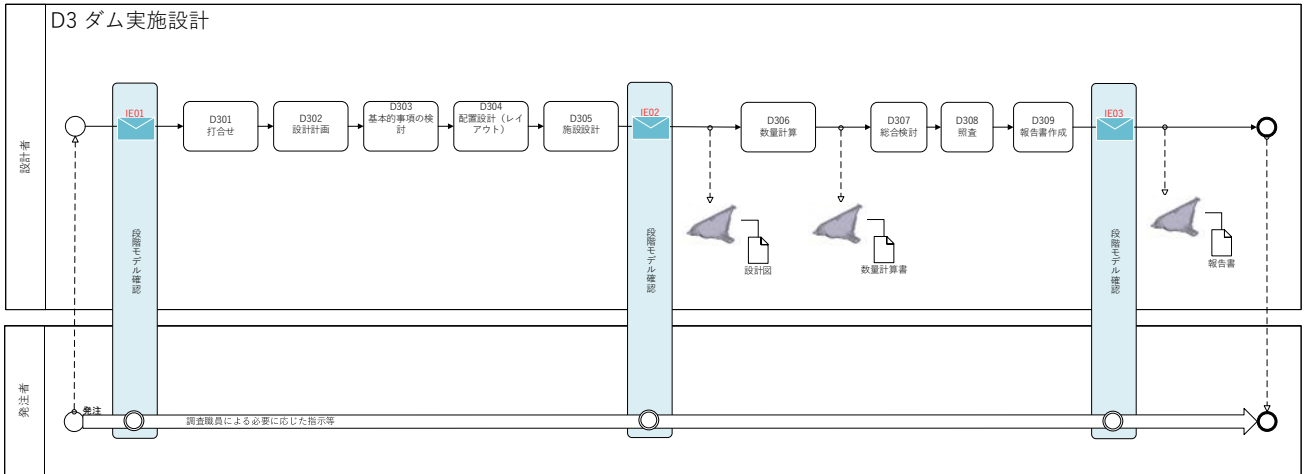 D3 ダム実施設計
設計者
IE01
D301
打合せ
D302
設計計画
D303
基本的事項の検
討
D304
配置設計（レイ
アウト）
D305
施設設計
IE02
D306
数量計算
D307
総合検討
D308
照査
D309
報告書作成
IE03
段階モデル確認
段階モデル確認
段階モデル確認
設計図
数量計算書
報告書
発注者
発注
調査職員による必要に応じた指示等